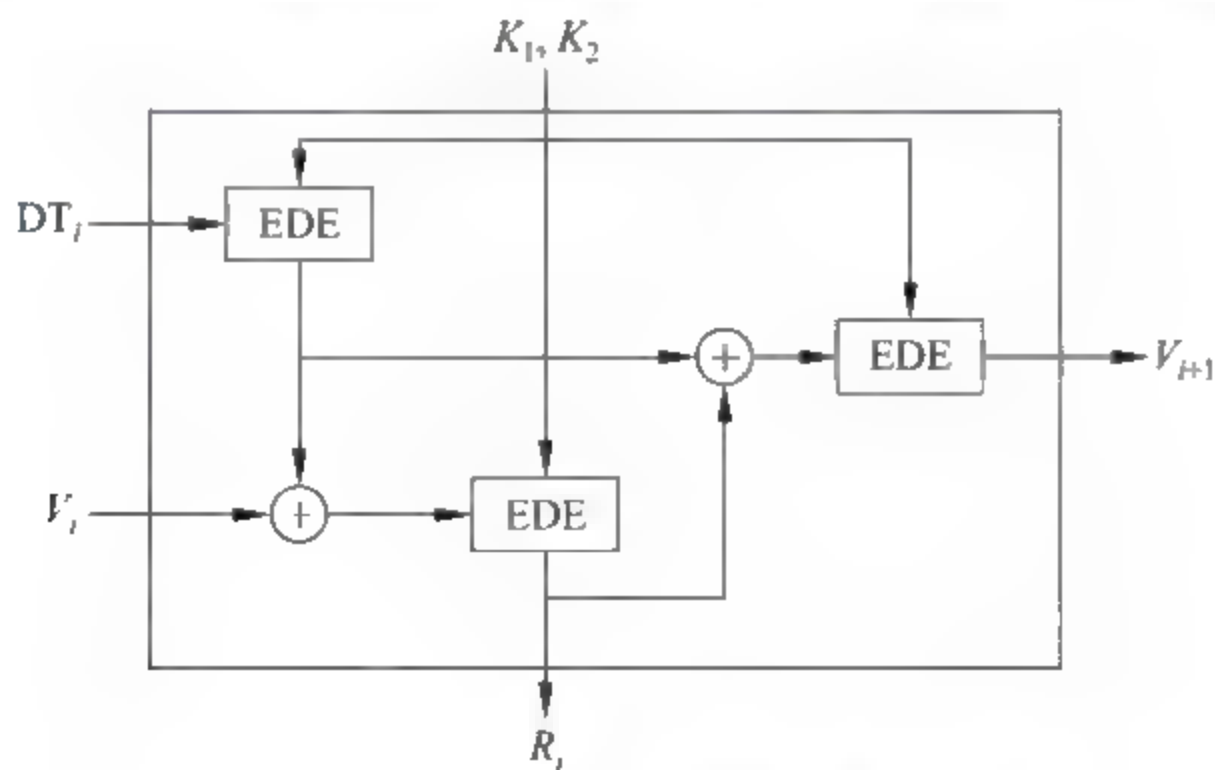 K₁, K₂
DTᵢ
EDE
+
EDE
Vᵢ₊₁
Vᵢ
+
EDE
Rᵢ